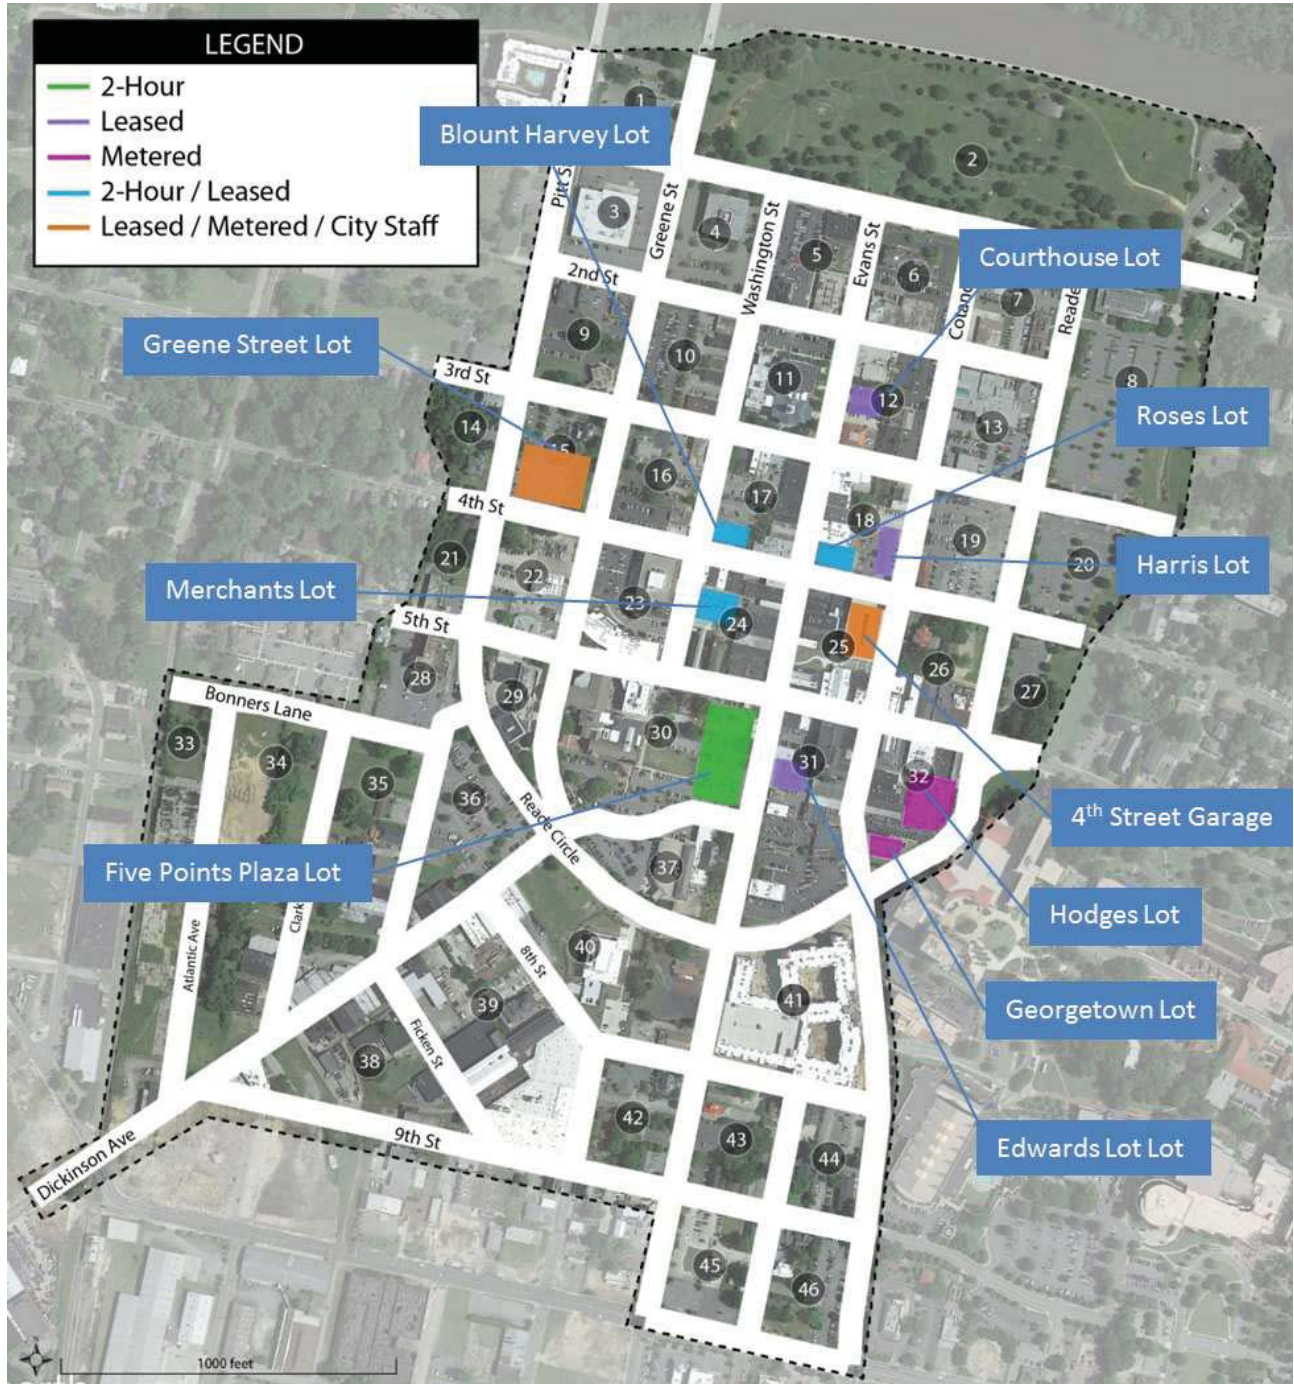 LEGEND
2-Hour
Leased
Metered
2-Hour / Leased
Leased / Metered / City Staff
Blount Harvey Lot
Courthouse Lot
Greene Street Lot
Roses Lot
Harris Lot
Merchants Lot
4th Street Garage
Five Points Plaza Lot
Hodges Lot
Georgetown Lot
Edwards Lot Lot
Greene St
Washington St
Evans St
Reade
2nd St
3rd St
4th St
5th St
Bonners Lane
Reade Circle
Atlantic Ave
Clark
8th St
Ficken St
9th St
Dickinson Ave
1
2
3
4
5
6
7
8
9
10
11
12
13
14
16
17
18
19
20
21
22
23
24
25
26
27
28
29
30
31
32
33
34
35
36
37
38
39
40
41
42
43
44
45
46
1000 feet